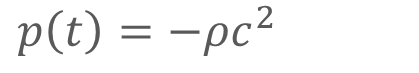 p(t) = −ρc²